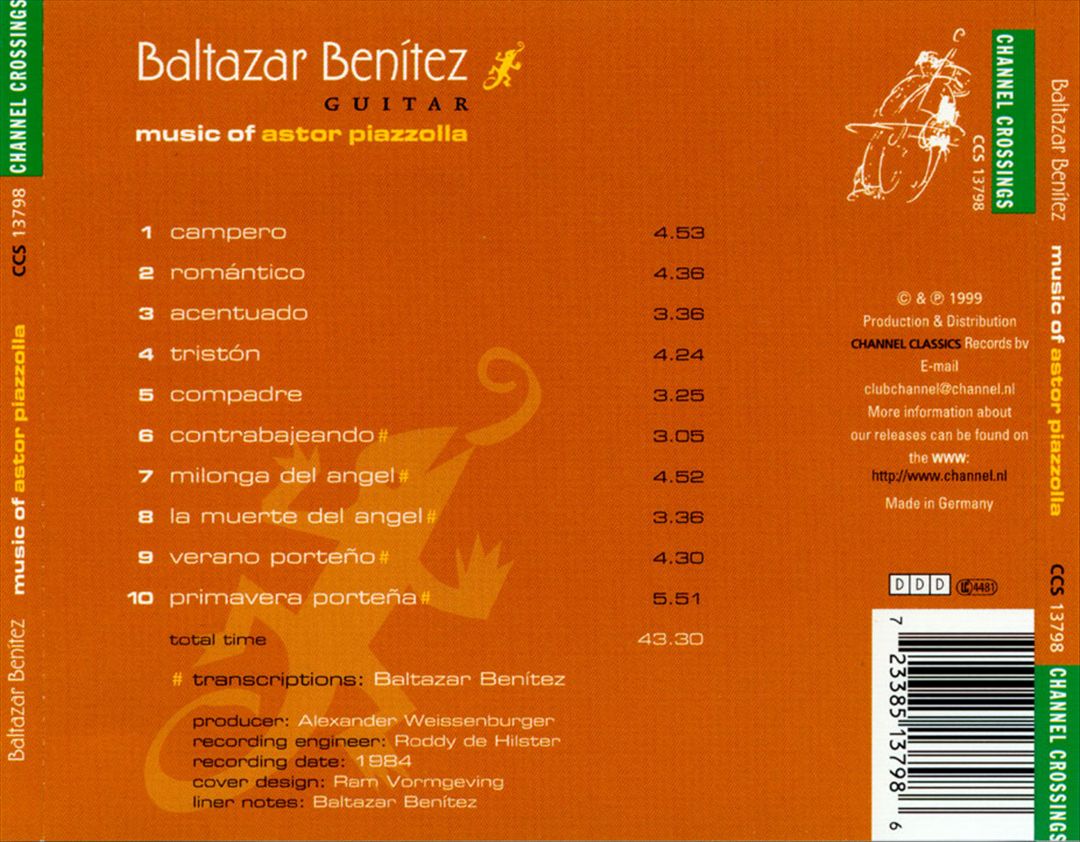 CHANNEL CROSSINGS
CCS 13798
music of astor piazzolla
Baltazar Benítez
Baltazar Benítez
GUITAR
music of astor piazzolla
1 campero 4.53
2 romántico 4.36
3 acentuado 3.36
4 tristón 4.24
5 compadre 3.25
6 contrabajeando# 3.05
7 milonga del angel# 4.52
8 la muerte del angel# 3.36
9 verano porteño# 4.30
10 primavera porteña# 5.51
total time 43.30
# transcriptions: Baltazar Benítez
producer: Alexander Weissenburger
recording engineer: Roddy de Hilster
recording date: 1984
cover design: Ram Vormgeving
liner notes: Baltazar Benítez
CHANNEL CROSSINGS
CCS 13798
© & ℗ 1999
Production & Distribution
CHANNEL CLASSICS Records bv
E-mail
clubchannel@channel.nl
More information about
our releases can be found on
the WWW:
http://www.channel.nl
Made in Germany
DDD
LC 4481
7 23385 13798 6
Baltazar Benítez
music of astor piazzolla
CCS 13798
CHANNEL CROSSINGS